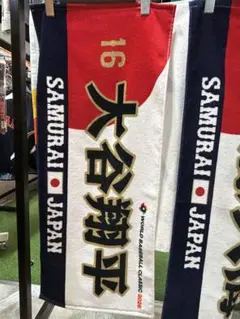 16
大谷翔平
SAMURAI JAPAN
WORLD BASEBALL CLASSIC
SAMURAI JAPAN